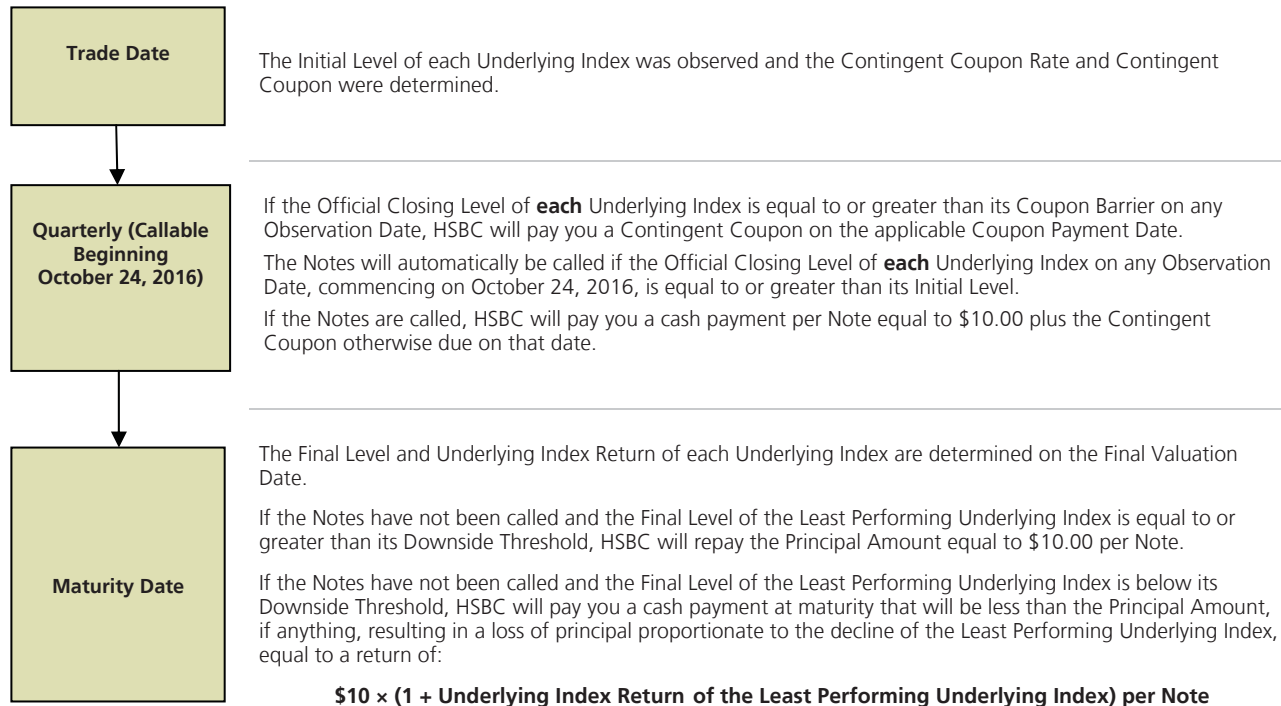 Trade Date
The Initial Level of each Underlying Index was observed and the Contingent Coupon Rate and Contingent
Coupon were determined.
Quarterly (Callable
Beginning
October 24, 2016)
If the Official Closing Level of each Underlying Index is equal to or greater than its Coupon Barrier on any
Observation Date, HSBC will pay you a Contingent Coupon on the applicable Coupon Payment Date.
The Notes will automatically be called if the Official Closing Level of each Underlying Index on any Observation
Date, commencing on October 24, 2016, is equal to or greater than its Initial Level.
If the Notes are called, HSBC will pay you a cash payment per Note equal to $10.00 plus the Contingent
Coupon otherwise due on that date.
Maturity Date
The Final Level and Underlying Index Return of each Underlying Index are determined on the Final Valuation
Date.
If the Notes have not been called and the Final Level of the Least Performing Underlying Index is equal to or
greater than its Downside Threshold, HSBC will repay the Principal Amount equal to $10.00 per Note.
If the Notes have not been called and the Final Level of the Least Performing Underlying Index is below its
Downside Threshold, HSBC will pay you a cash payment at maturity that will be less than the Principal Amount,
if anything, resulting in a loss of principal proportionate to the decline of the Least Performing Underlying Index,
equal to a return of:
$10 × (1 + Underlying Index Return of the Least Performing Underlying Index) per Note